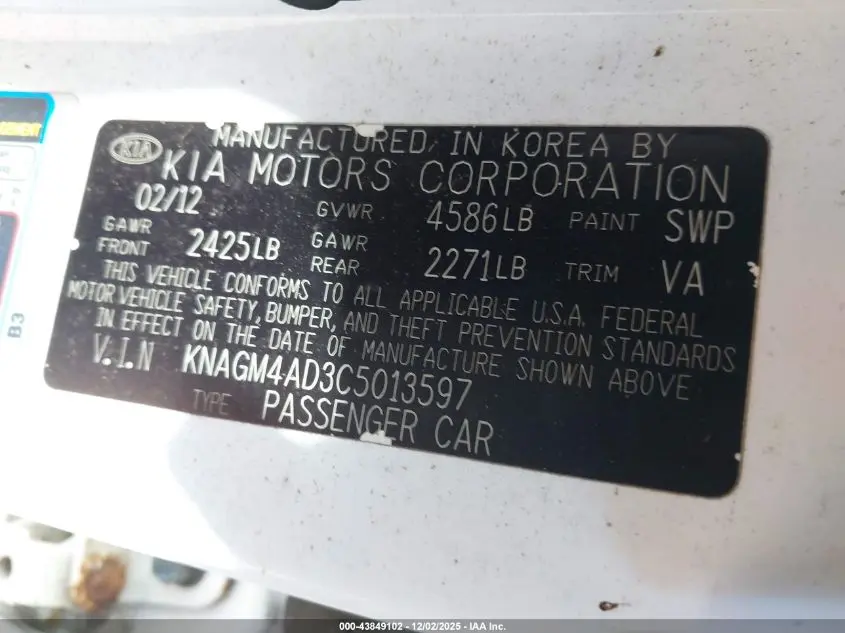 MANUFACTURED IN KOREA BY
KIA KIA MOTORS CORPORATION
02/12 GVWR 4586LB PAINT SWP
GAWR FRONT 2425LB GAWR REAR 2271LB TRIM VA
THIS VEHICLE CONFORMS TO ALL APPLICABLE U.S.A. FEDERAL
MOTOR VEHICLE SAFETY, BUMPER, AND THEFT PREVENTION STANDARDS
IN EFFECT ON THE DATE OF MANUFACTURE SHOWN ABOVE
V.I.N KNAGM4AD3C5013597
TYPE PASSENGER CAR
B3
000-43849102 - 12/02/2025 - IAA Inc.